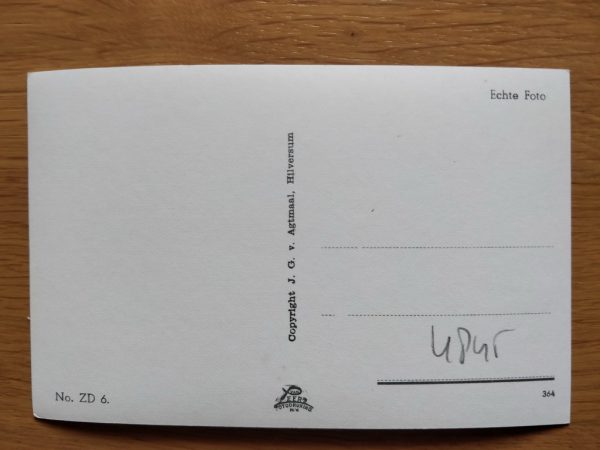 Echte Foto
Copyright J. G. v. Agtmaal, Hilversum
No. ZD 6.
364